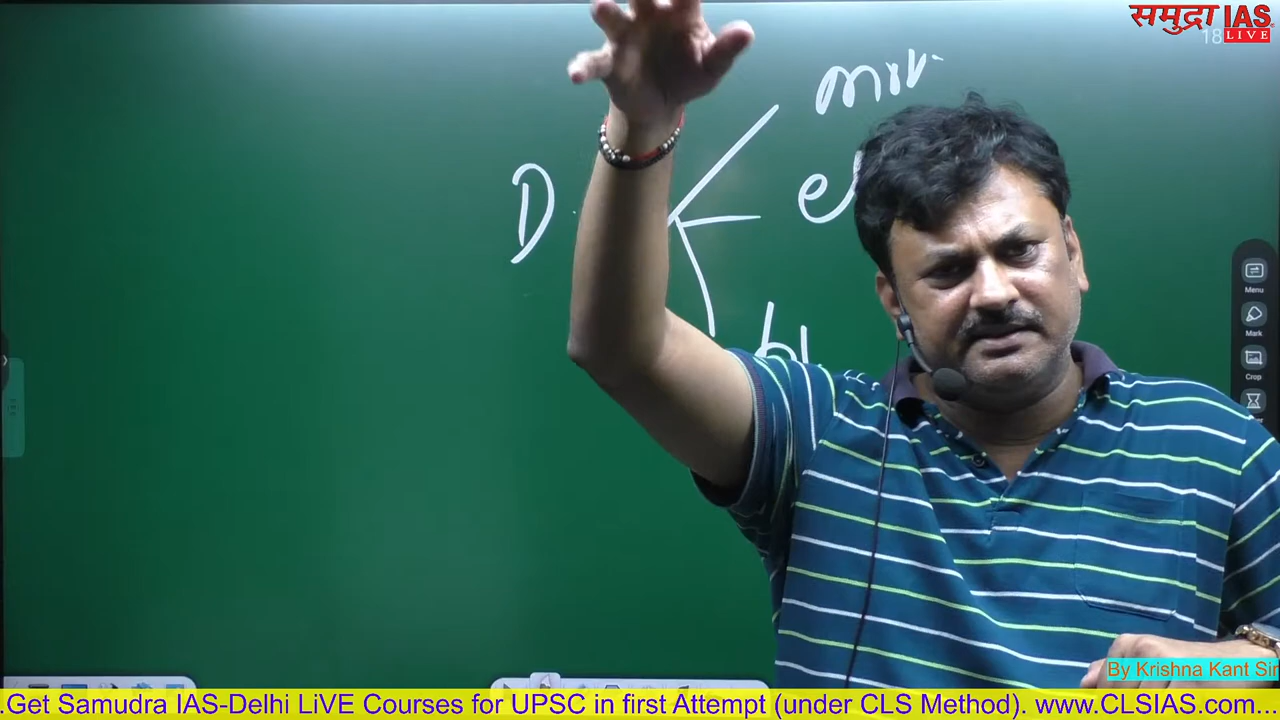 समुद्रा IAS
LIVE
18
D
Menu
Mark
Crop
By Krishna Kant Sir
.Get Samudra IAS-Delhi LiVE Courses for UPSC in first Attempt (under CLS Method). www.CLSIAS.com...